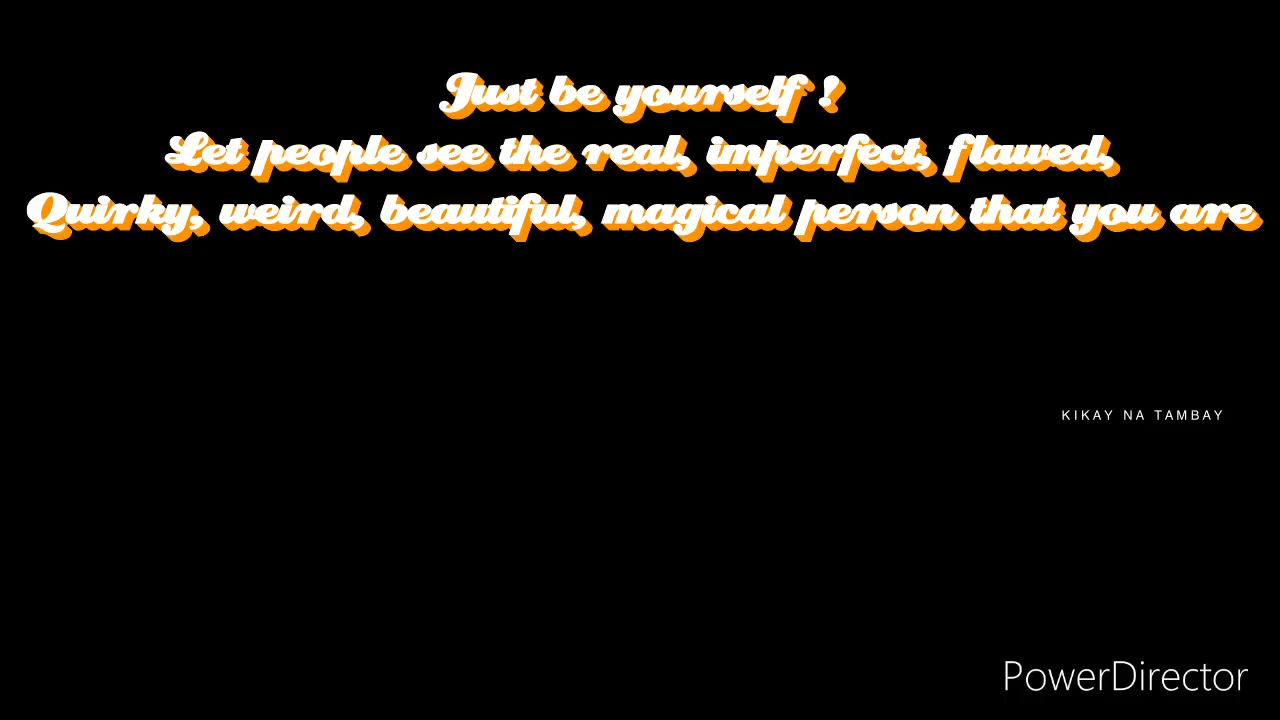 Just be yourself !
Let people see the real, imperfect, flawed,
Quirky, weird, beautiful, magical person that you are
KIKAY NA TAMBAY
PowerDirector